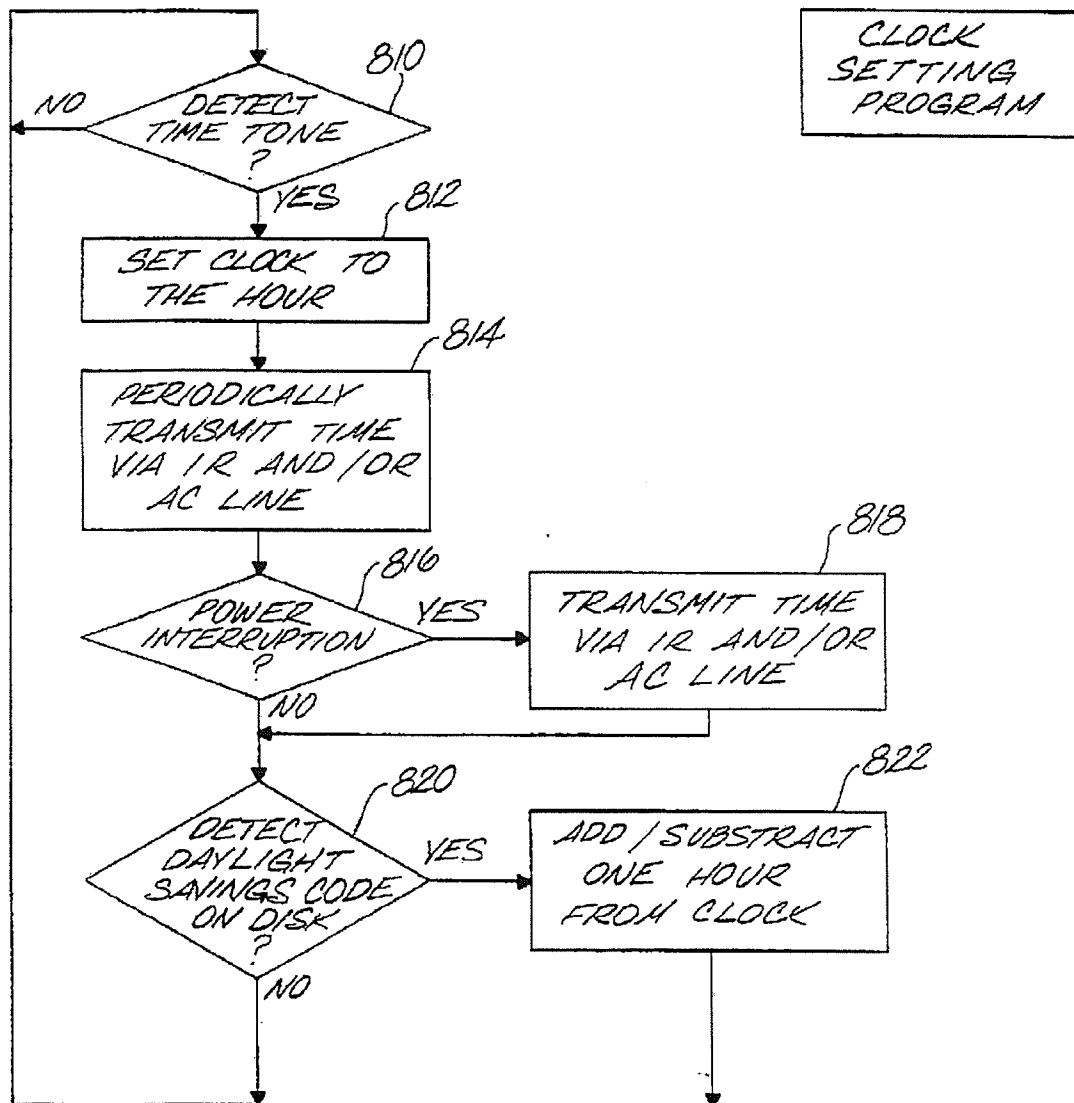 CLOCK
SETTING
PROGRAM
810
DETECT
TIME TONE
?
NO
YES
812
SET CLOCK TO
THE HOUR
814
PERIODICALLY
TRANSMIT TIME
VIA IR AND/OR
AC LINE
816
POWER
INTERRUPTION
?
YES
NO
818
TRANSMIT TIME
VIA IR AND/OR
AC LINE
820
DETECT
DAYLIGHT
SAVINGS CODE
ON DISK
?
YES
NO
822
ADD/SUBSTRACT
ONE HOUR
FROM CLOCK